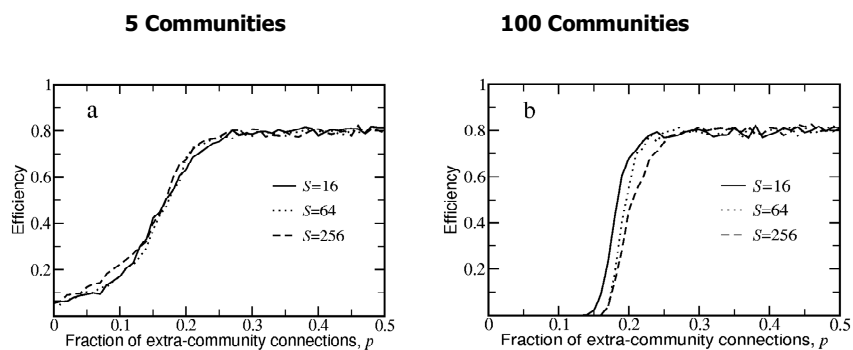 5 Communities
100 Communities
1
0.8
0.6
0.4
0.2
0
0.1
0.2
0.3
0.4
0.5
Efficiency
a
S=16
S=64
S=256
Fraction of extra-community connections, p
1
0.8
0.6
0.4
0.2
0
0.1
0.2
0.3
0.4
0.5
Efficiency
b
S=16
S=64
S=256
Fraction of extra-community connections, p